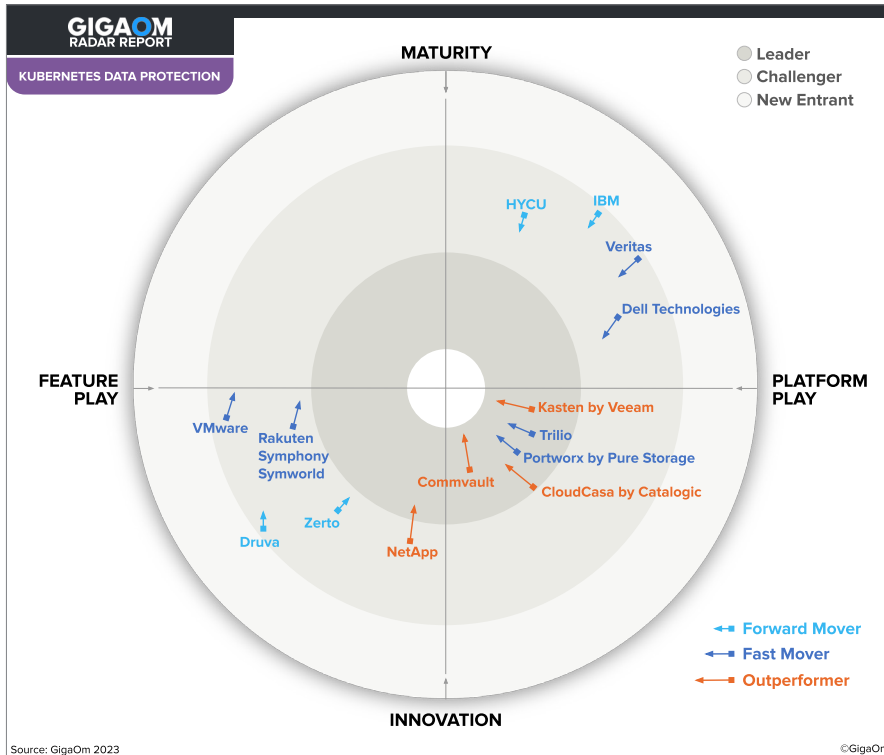 GIGAOM
RADAR REPORT
KUBERNETES DATA PROTECTION
MATURITY
Leader
Challenger
New Entrant
HYCU
IBM
Veritas
Dell Technologies
FEATURE
PLAY
PLATFORM
PLAY
Kasten by Veeam
VMware
Rakuten
Symphony
Symworld
Trilio
Portworx by Pure Storage
Commvault
CloudCasa by Catalogic
Zerto
Druva
NetApp
Forward Mover
Fast Mover
Outperformer
INNOVATION
Source: GigaOm 2023
©GigaOm